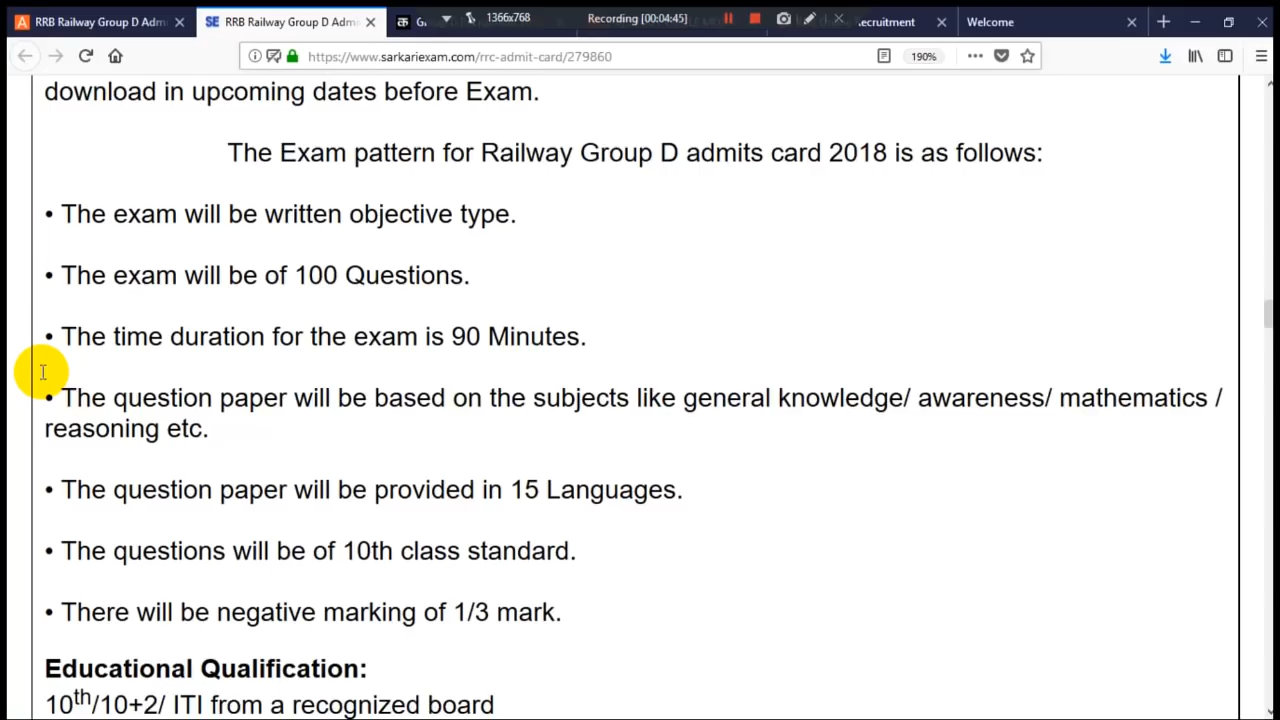 RRB Railway Group D Admi
RRB Railway Group D Admi
1366x768
Recording [00:04:45]
ecruitment
Welcome
https://www.sarkariexam.com/rrc-admit-card/279860
190%
download in upcoming dates before Exam.
The Exam pattern for Railway Group D admits card 2018 is as follows:
• The exam will be written objective type.
• The exam will be of 100 Questions.
• The time duration for the exam is 90 Minutes.
• The question paper will be based on the subjects like general knowledge/ awareness/ mathematics /
reasoning etc.
• The question paper will be provided in 15 Languages.
• The questions will be of 10th class standard.
• There will be negative marking of 1/3 mark.
Educational Qualification:
10th/10+2/ ITI from a recognized board